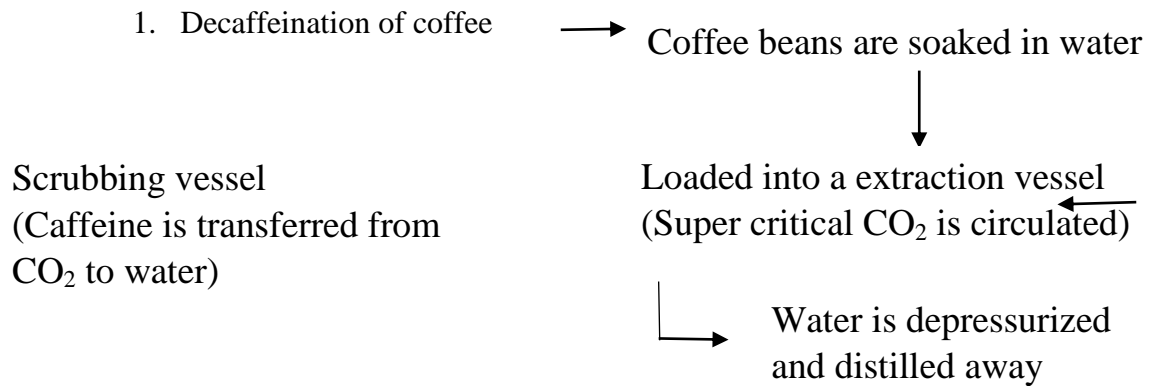 1. Decaffeination of coffee
Coffee beans are soaked in water
Scrubbing vessel
(Caffeine is transferred from
CO₂ to water)
Loaded into a extraction vessel
(Super critical CO₂ is circulated)
Water is depressurized
and distilled away